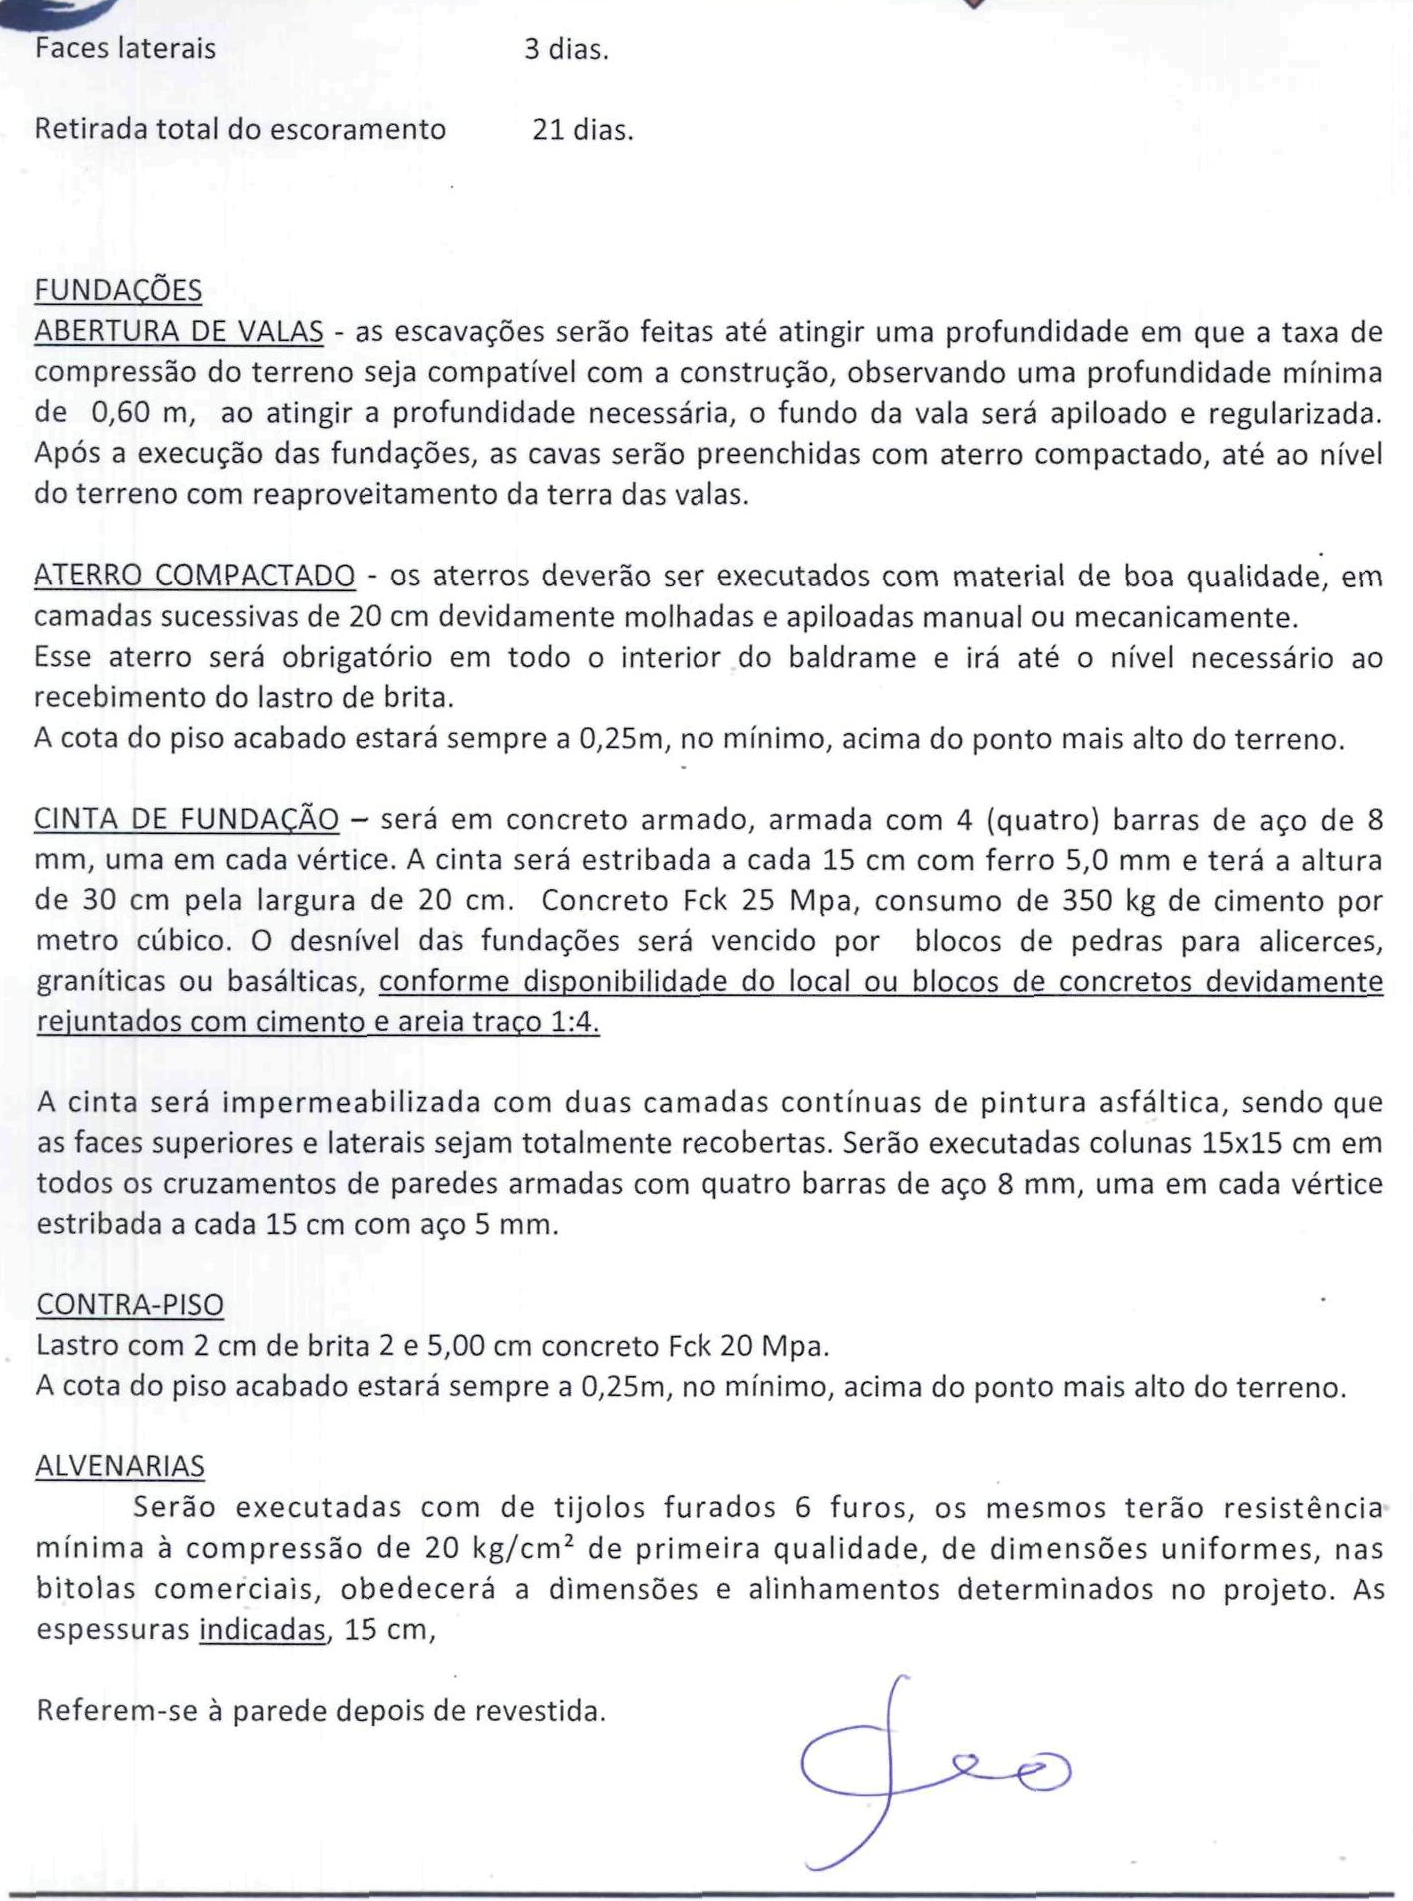 Faces laterais 3 dias.
Retirada total do escoramento 21 dias.
FUNDAÇÕES
ABERTURA DE VALAS - as escavações serão feitas até atingir uma profundidade em que a taxa de
compressão do terreno seja compatível com a construção, observando uma profundidade mínima
de 0,60 m, ao atingir a profundidade necessária, o fundo da vala será apiloado e regularizada.
Após a execução das fundações, as cavas serão preenchidas com aterro compactado, até ao nível
do terreno com reaproveitamento da terra das valas.
ATERRO COMPACTADO - os aterros deverão ser executados com material de boa qualidade, em
camadas sucessivas de 20 cm devidamente molhadas e apiloadas manual ou mecanicamente.
Esse aterro será obrigatório em todo o interior do baldrame e irá até o nível necessário ao
recebimento do lastro de brita.
A cota do piso acabado estará sempre a 0,25m, no mínimo, acima do ponto mais alto do terreno.
CINTA DE FUNDAÇÃO – será em concreto armado, armada com 4 (quatro) barras de aço de 8
mm, uma em cada vértice. A cinta será estribada a cada 15 cm com ferro 5,0 mm e terá a altura
de 30 cm pela largura de 20 cm. Concreto Fck 25 Mpa, consumo de 350 kg de cimento por
metro cúbico. O desnível das fundações será vencido por blocos de pedras para alicerces,
graníticas ou basálticas, conforme disponibilidade do local ou blocos de concretos devidamente
rejuntados com cimento e areia traço 1:4.
A cinta será impermeabilizada com duas camadas contínuas de pintura asfáltica, sendo que
as faces superiores e laterais sejam totalmente recobertas. Serão executadas colunas 15x15 cm em
todos os cruzamentos de paredes armadas com quatro barras de aço 8 mm, uma em cada vértice
estribada a cada 15 cm com aço 5 mm.
CONTRA-PISO
Lastro com 2 cm de brita 2 e 5,00 cm concreto Fck 20 Mpa.
A cota do piso acabado estará sempre a 0,25m, no mínimo, acima do ponto mais alto do terreno.
ALVENARIAS
Serão executadas com de tijolos furados 6 furos, os mesmos terão resistência
mínima à compressão de 20 kg/cm² de primeira qualidade, de dimensões uniformes, nas
bitolas comerciais, obedecerá a dimensões e alinhamentos determinados no projeto. As
espessuras indicadas, 15 cm,
Referem-se à parede depois de revestida.